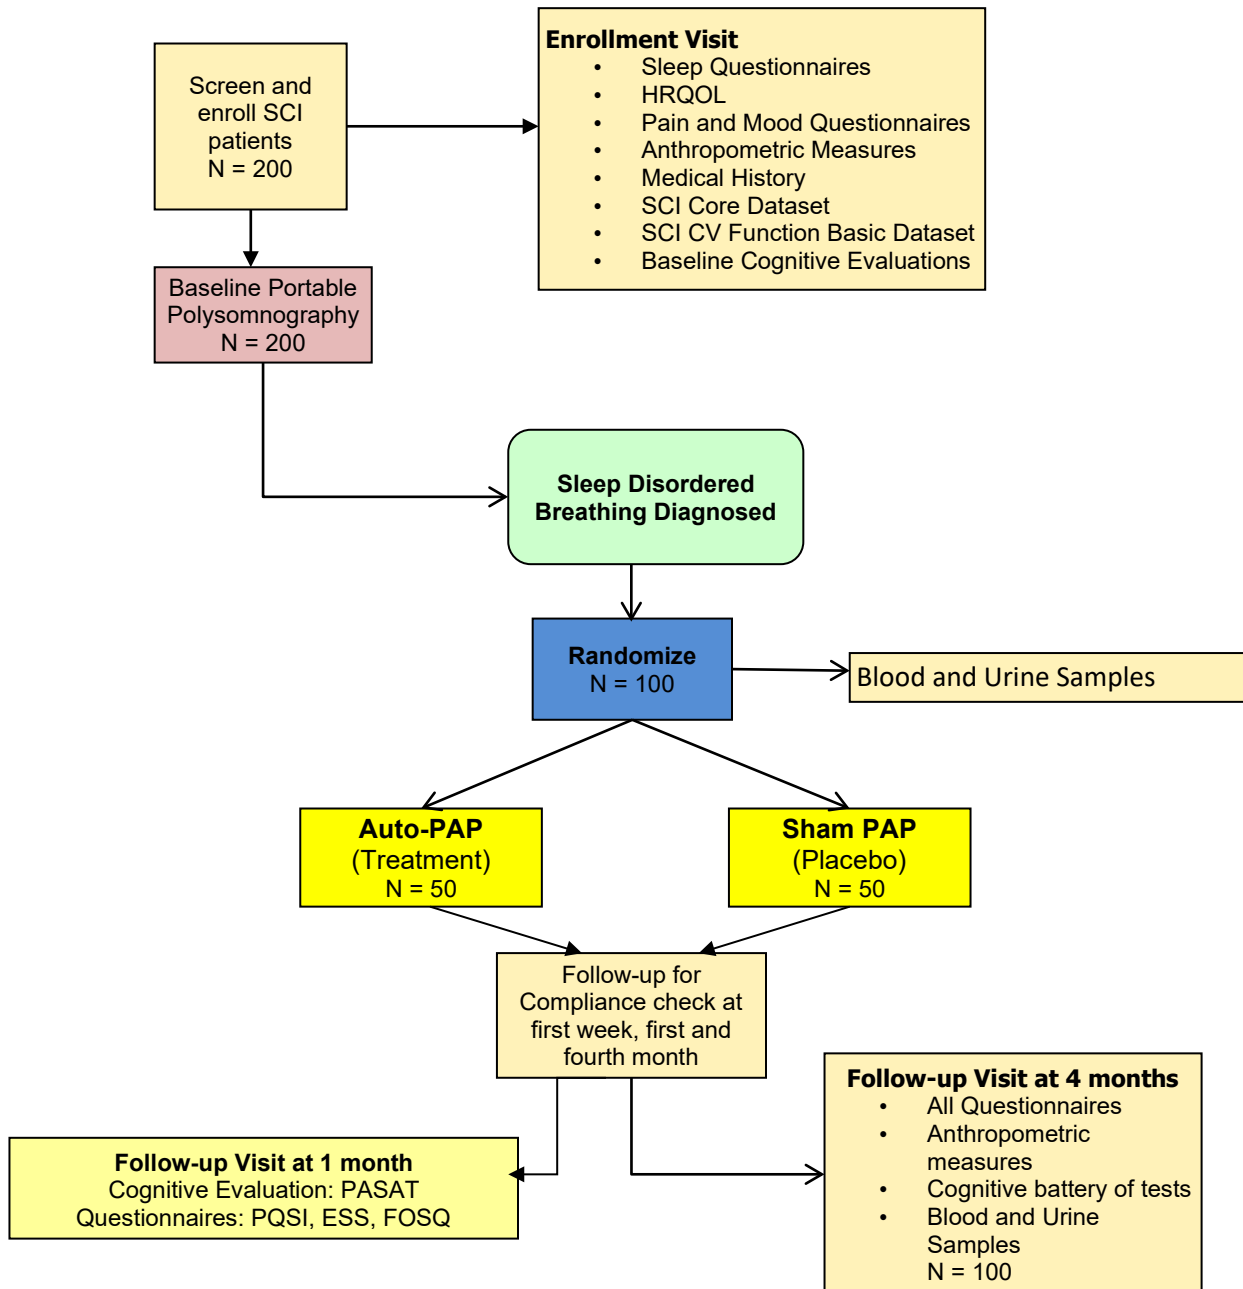 Screen and
enroll SCI
patients
N = 200
Enrollment Visit
• Sleep Questionnaires
• HRQOL
• Pain and Mood Questionnaires
• Anthropometric Measures
• Medical History
• SCI Core Dataset
• SCI CV Function Basic Dataset
• Baseline Cognitive Evaluations
Baseline Portable
Polysomnography
N = 200
Sleep Disordered
Breathing Diagnosed
Randomize
N = 100
Blood and Urine Samples
Auto-PAP
(Treatment)
N = 50
Sham PAP
(Placebo)
N = 50
Follow-up for
Compliance check at
first week, first and
fourth month
Follow-up Visit at 1 month
Cognitive Evaluation: PASAT
Questionnaires: PQSI, ESS, FOSQ
Follow-up Visit at 4 months
• All Questionnaires
• Anthropometric
measures
• Cognitive battery of tests
• Blood and Urine
Samples
N = 100